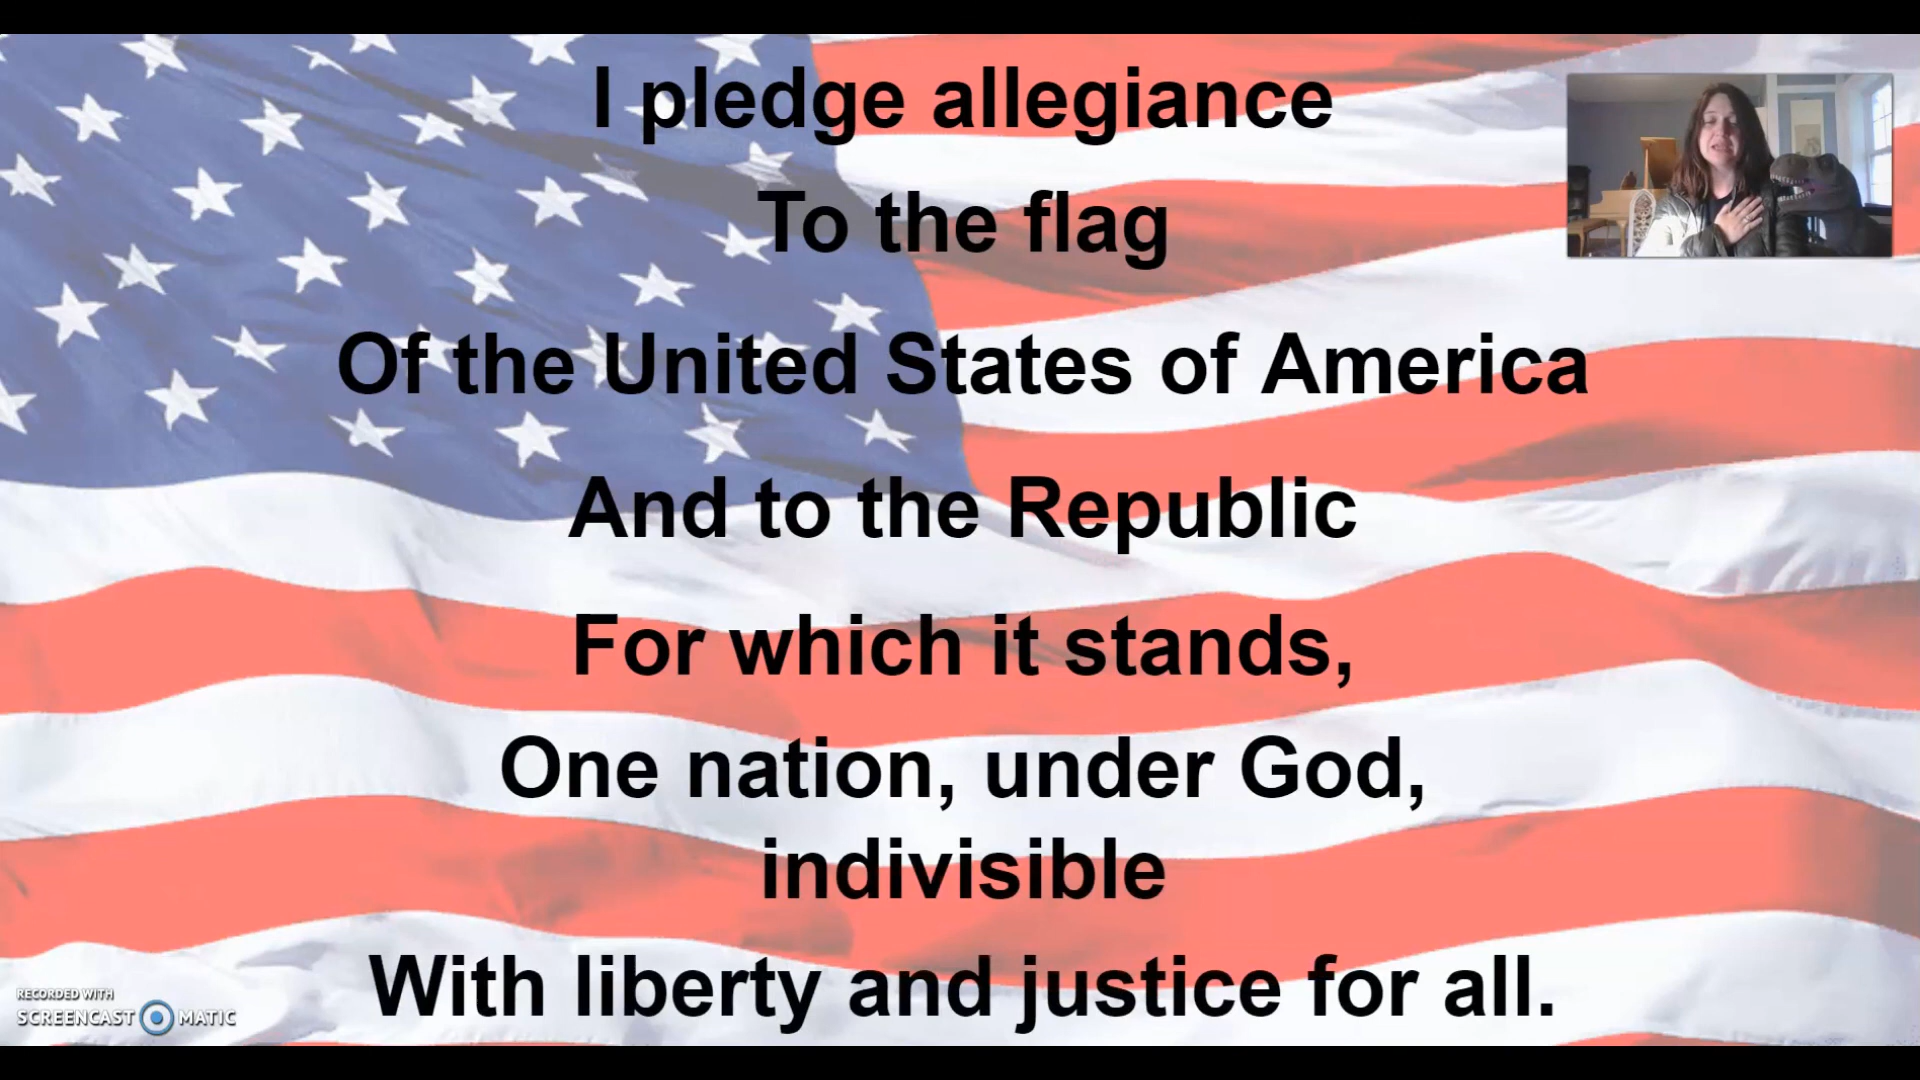 I pledge allegiance
To the flag
Of the United States of America
And to the Republic
For which it stands,
One nation, under God,
indivisible
With liberty and justice for all.
RECORDED WITH
SCREENCAST MATIC